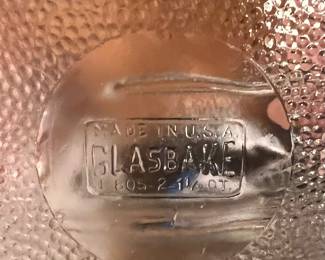 MADE IN U.S.A.
GLASBAKE
J 805-2-1½ QT.